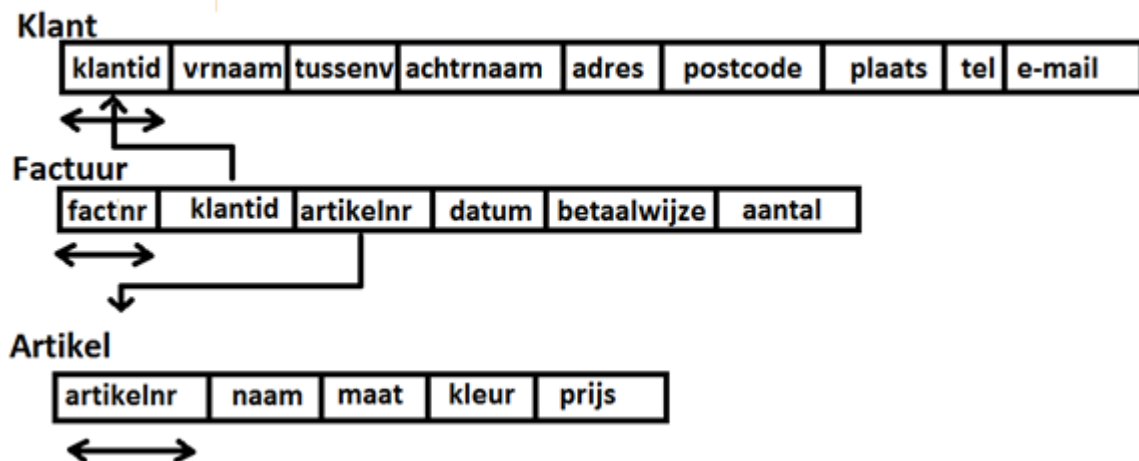 Klant
klantid vrnaam tussenv achtrnaam adres postcode plaats tel e-mail
Factuur
factnr klantid artikelnr datum betaalwijze aantal
Artikel
artikelnr naam maat kleur prijs